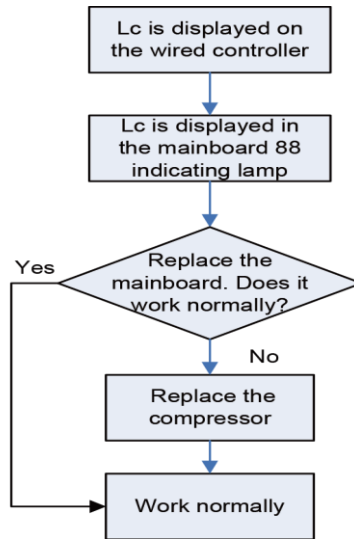 Lc is displayed on
the wired controller
Lc is displayed in
the mainboard 88
indicating lamp
Yes
Replace the
mainboard. Does it
work normally?
No
Replace the
compressor
Work normally